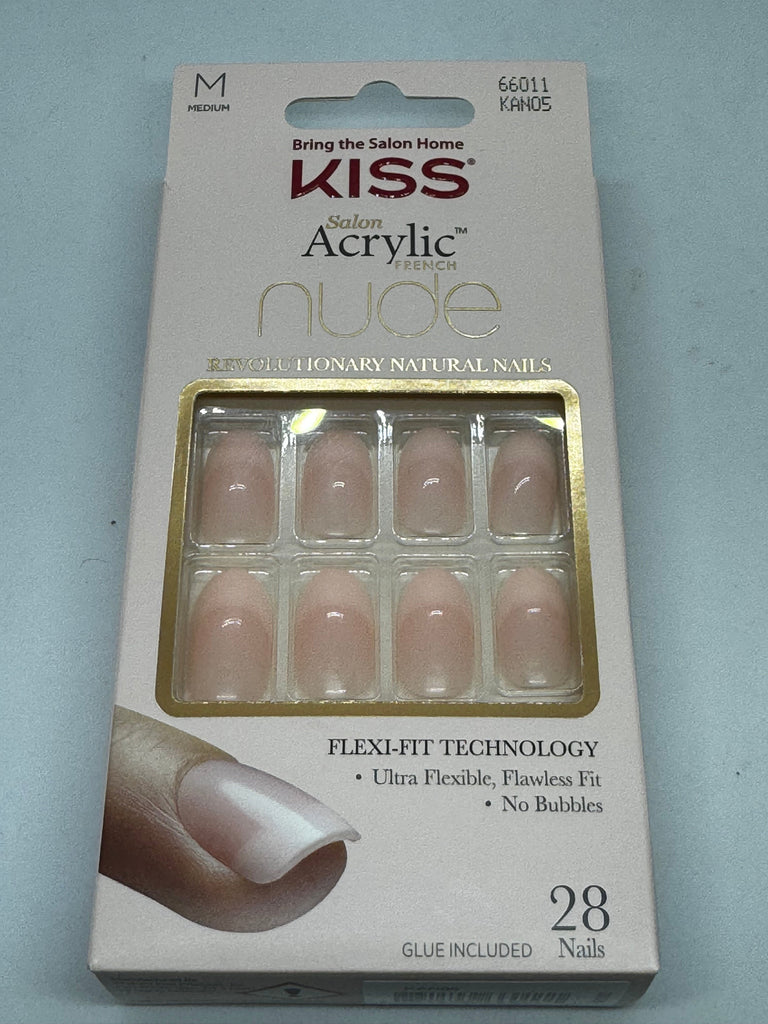 M
MEDIUM
66011
KAN05
Bring the Salon Home
KISS®
Salon
Acrylic™
FRENCH
nude
REVOLUTIONARY NATURAL NAILS
FLEXI-FIT TECHNOLOGY
• Ultra Flexible, Flawless Fit
• No Bubbles
28
Nails
GLUE INCLUDED